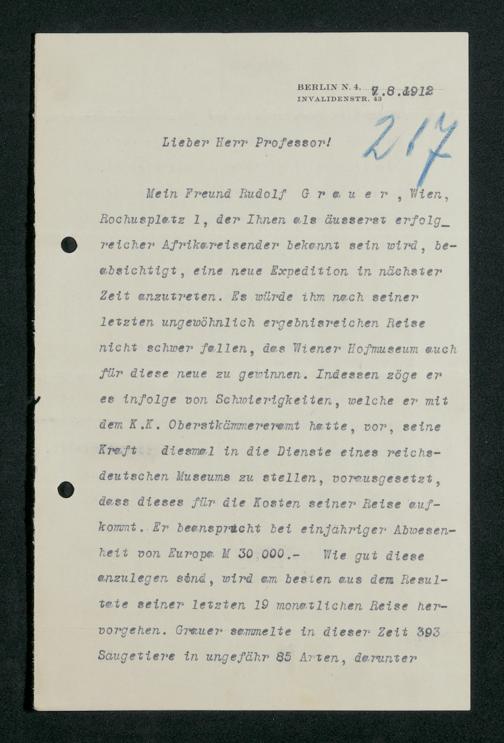 BERLIN N. 4, 7.8.1912
INVALIDENSTR. 43
217
Lieber Herr Professor!
Mein Freund Rudolf G r a u e r , Wien,
Rochusplatz 1, der Ihnen als äusserst erfolg_
reicher Afrikareisender bekannt sein wird, be-
absichtigt, eine neue Expedition in nächster
Zeit anzutreten. Es würde ihm nach seiner
letzten ungewöhnlich ergebnisreichen Reise
nicht schwer fallen, das Wiener Hofmuseum auch
für diese neue zu gewinnen. Indessen zöge er
es infolge von Schwierigkeiten, welche er mit
dem K.K. Oberstkämmereramt hatte, vor, seine
Kraft diesmal in die Dienste eines reichs-
deutschen Museums zu stellen, vorausgesetzt,
dass dieses für die Kosten seiner Reise auf-
kommt. Er beansprucht bei einjähriger Abwesen-
heit von Europa M 30 000.- Wie gut diese
anzulegen sind, wird am besten aus dem Resul-
tate seiner letzten 19 monatlichen Reise her-
vorgehen. Grauer sammelte in dieser Zeit 393
Saugetiere in ungefähr 85 Arten, darunter